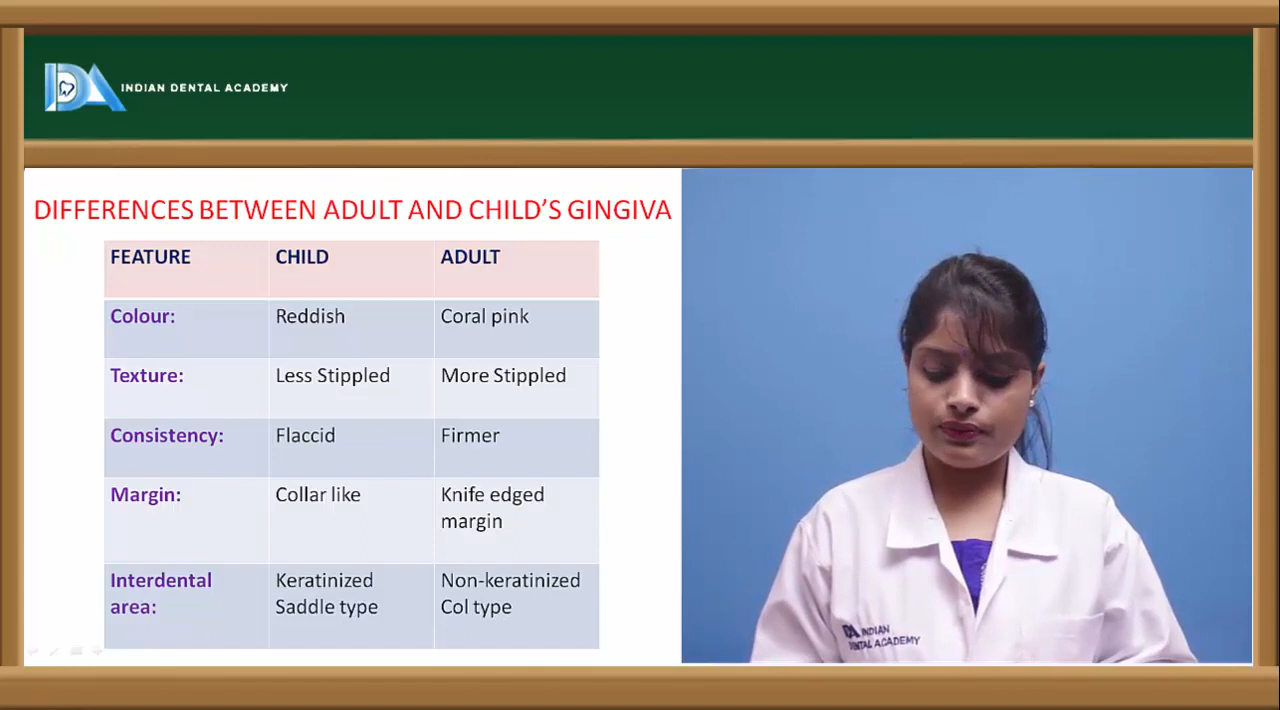 INDIAN DENTAL ACADEMY
DIFFERENCES BETWEEN ADULT AND CHILD'S GINGIVA
FEATURE CHILD ADULT
Colour: Reddish Coral pink
Texture: Less Stippled More Stippled
Consistency: Flaccid Firmer
Margin: Collar like Knife edged
margin
Interdental Keratinized Non-keratinized
area: Saddle type Col type
INDIAN
DENTAL ACADEMY